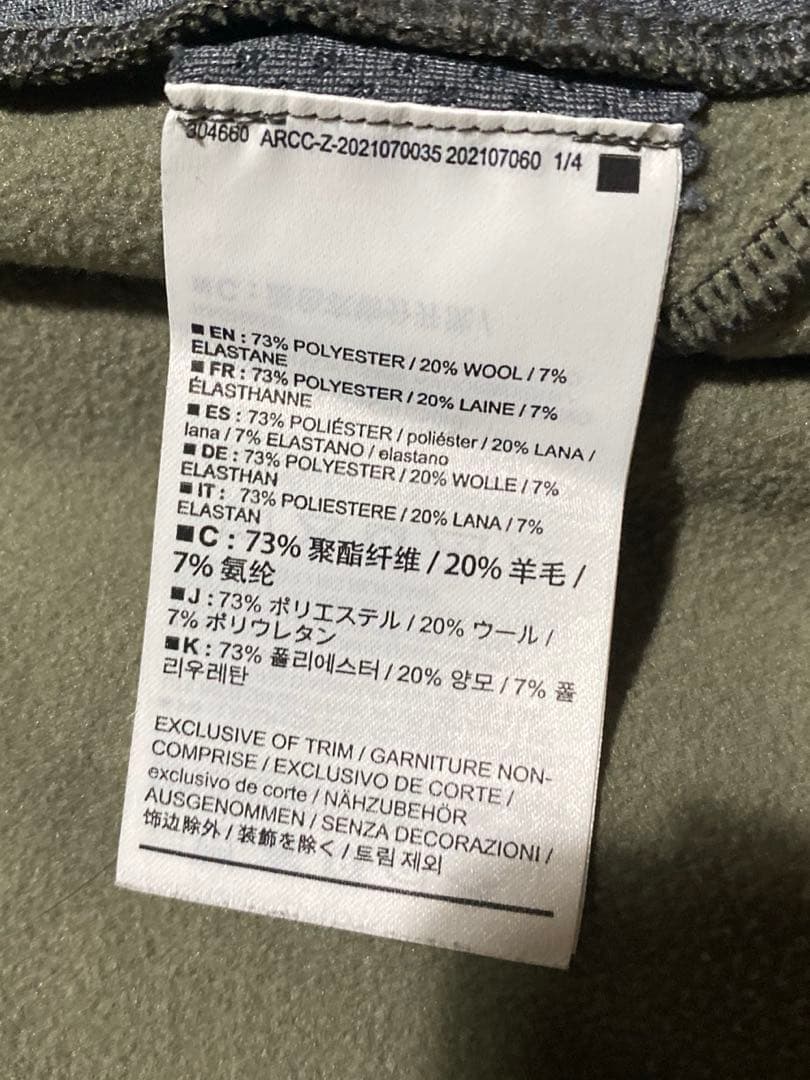 304660 ARCC-Z-2021070035 202107060 1/4
■ EN : 73% POLYESTER / 20% WOOL / 7%
ELASTANE
■ FR : 73% POLYESTER / 20% LAINE / 7%
ÉLASTHANNE
■ ES : 73% POLIÉSTER / poliéster / 20% LANA /
lana / 7% ELASTANO / elastano
■ DE : 73% POLYESTER / 20% WOLLE / 7%
ELASTHAN
■ IT : 73% POLIESTERE / 20% LANA / 7%
ELASTAN
■ C : 73% 聚酯纤维 / 20% 羊毛 /
7% 氨纶
■ J : 73% ポリエステル / 20% ウール /
7% ポリウレタン
■ K : 73% 폴리에스터 / 20% 양모 / 7% 폴
리우레탄
EXCLUSIVE OF TRIM / GARNITURE NON-
COMPRISE / EXCLUSIVO DE CORTE /
exclusivo de corte / NÄHZUBEHÖR
AUSGENOMMEN / SENZA DECORAZIONI /
饰边除外 / 装飾を除く / 트림 제외